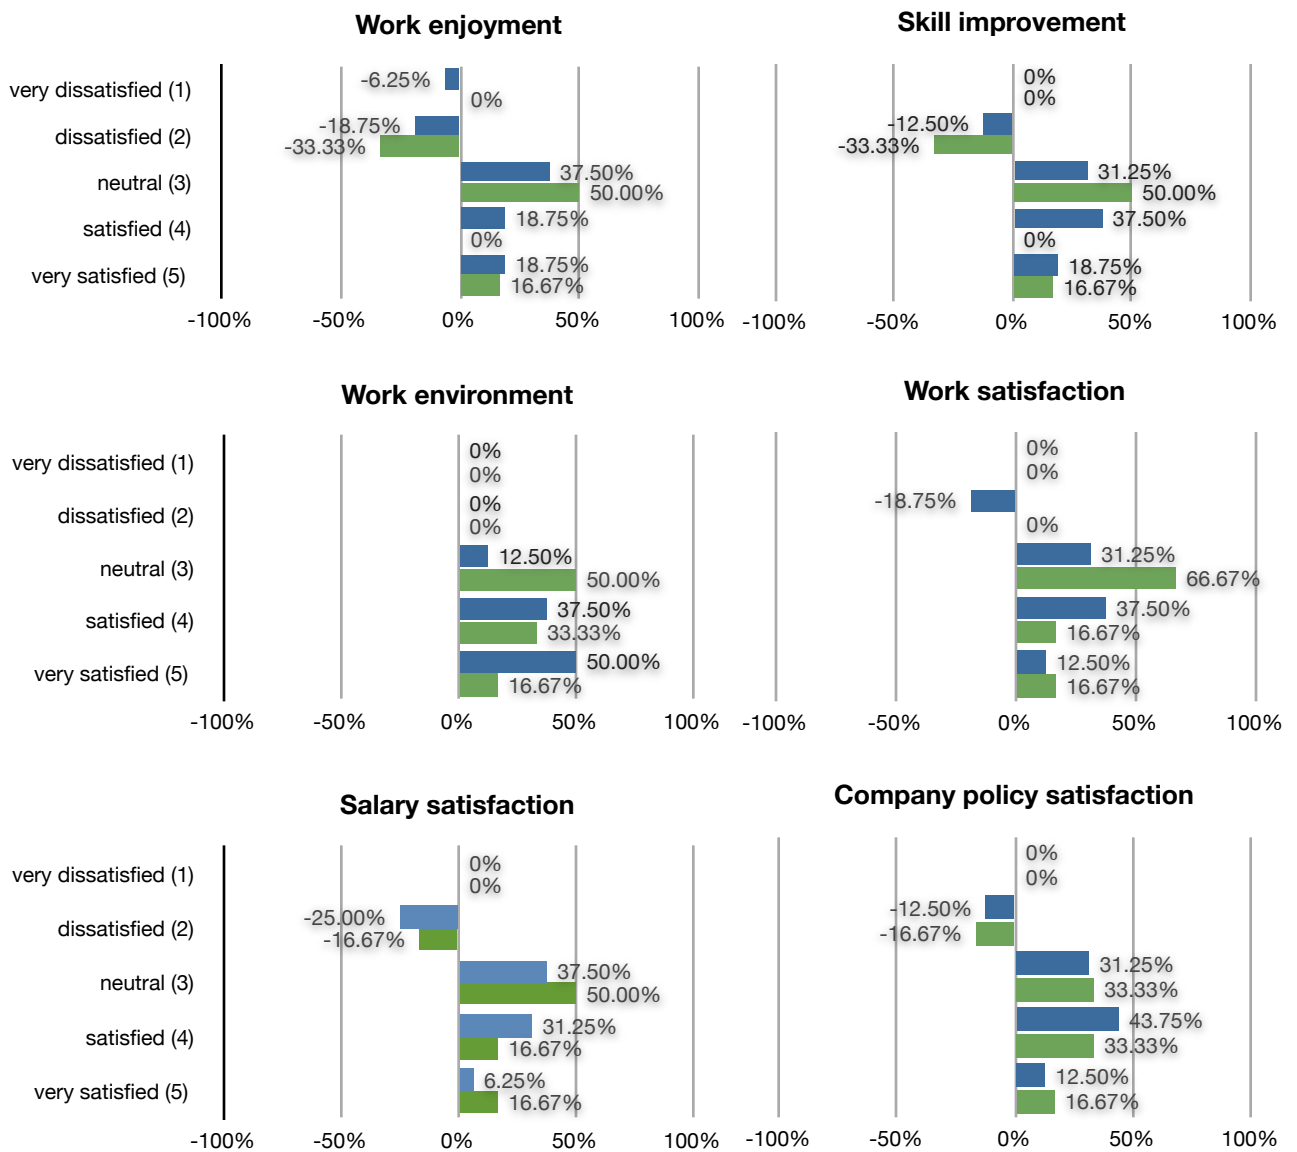 Work enjoyment
very dissatisfied (1)
-6.25%
0%
dissatisfied (2)
-18.75%
-33.33%
neutral (3)
37.50%
50.00%
satisfied (4)
18.75%
0%
very satisfied (5)
18.75%
16.67%
-100% -50% 0% 50% 100%
Skill improvement
0%
0%
-12.50%
-33.33%
31.25%
50.00%
37.50%
0%
18.75%
16.67%
-100% -50% 0% 50% 100%
Work environment
very dissatisfied (1)
0%
0%
dissatisfied (2)
0%
0%
neutral (3)
12.50%
50.00%
satisfied (4)
37.50%
33.33%
very satisfied (5)
50.00%
16.67%
-100% -50% 0% 50% 100%
Work satisfaction
0%
0%
-18.75%
0%
31.25%
66.67%
37.50%
16.67%
12.50%
16.67%
-100% -50% 0% 50% 100%
Salary satisfaction
very dissatisfied (1)
0%
0%
dissatisfied (2)
-25.00%
-16.67%
neutral (3)
37.50%
50.00%
satisfied (4)
31.25%
16.67%
very satisfied (5)
6.25%
16.67%
-100% -50% 0% 50% 100%
Company policy satisfaction
0%
0%
-12.50%
-16.67%
31.25%
33.33%
43.75%
33.33%
12.50%
16.67%
-100% -50% 0% 50% 100%